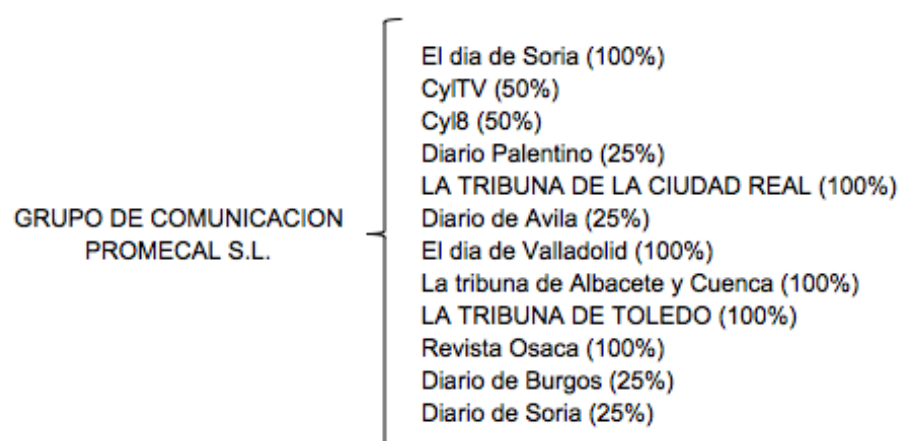 GRUPO DE COMUNICACION
PROMECAL S.L.
El dia de Soria (100%)
CylTV (50%)
Cyl8 (50%)
Diario Palentino (25%)
LA TRIBUNA DE LA CIUDAD REAL (100%)
Diario de Avila (25%)
El dia de Valladolid (100%)
La tribuna de Albacete y Cuenca (100%)
LA TRIBUNA DE TOLEDO (100%)
Revista Osaca (100%)
Diario de Burgos (25%)
Diario de Soria (25%)